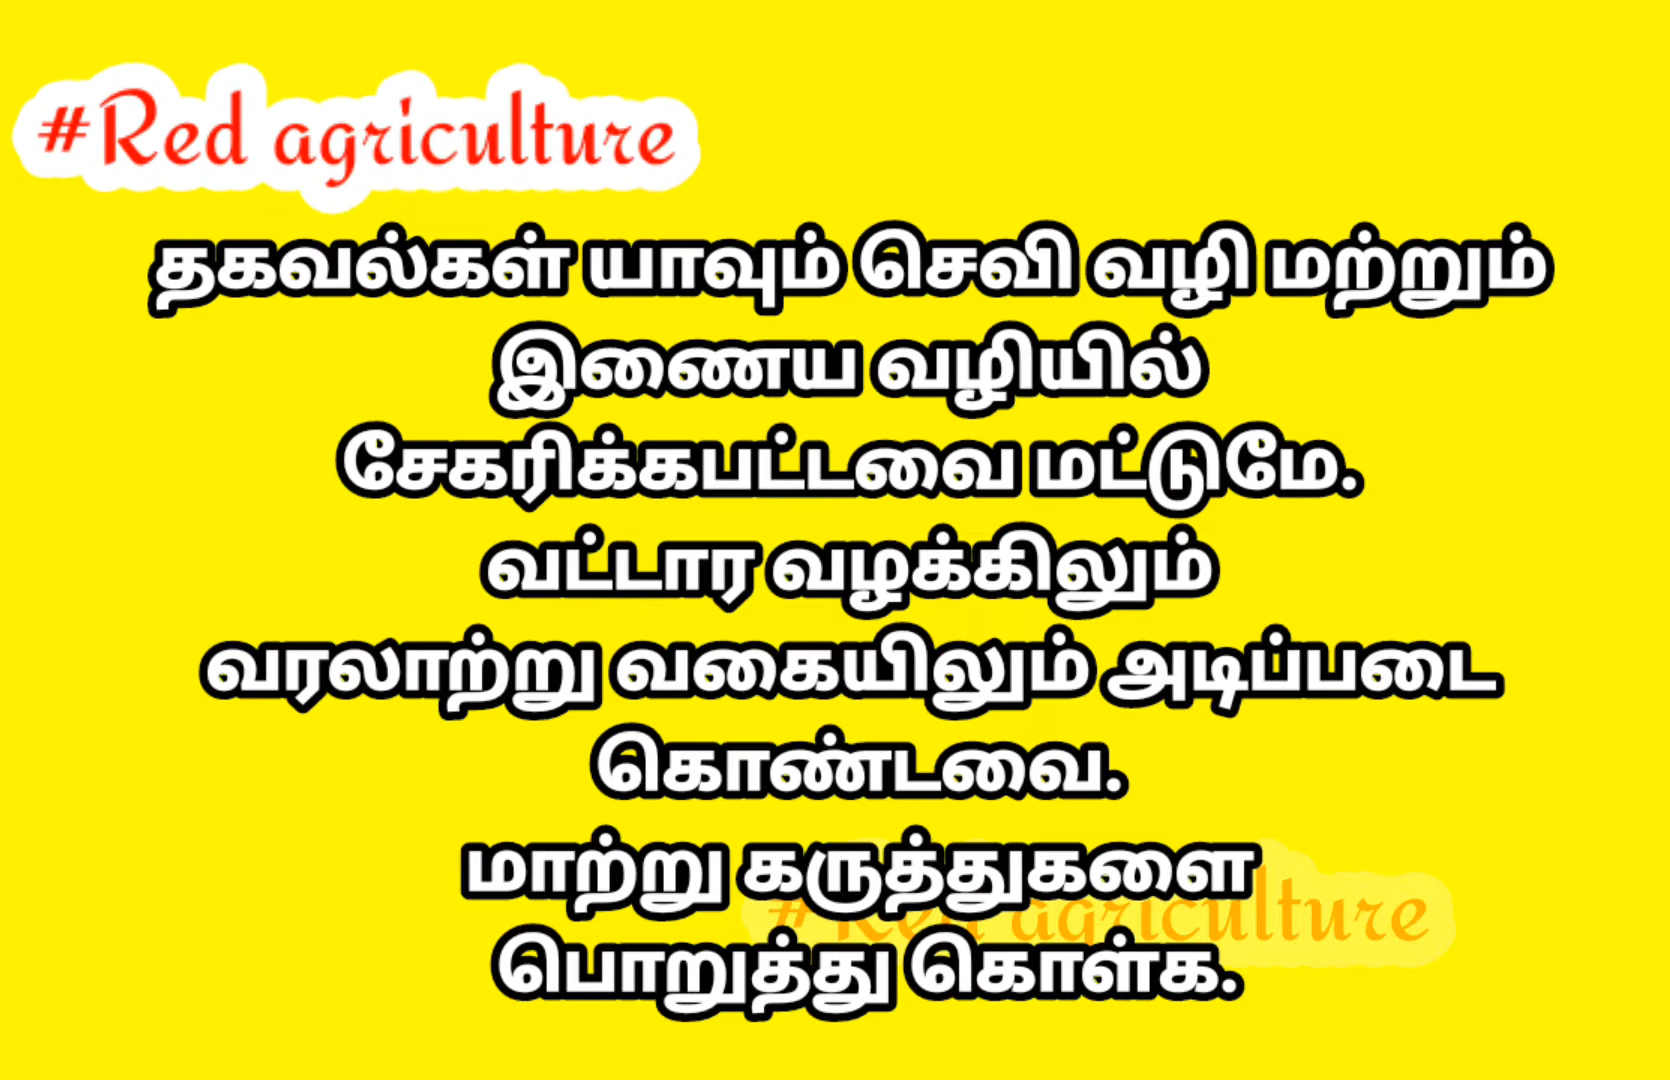 #Red agriculture
தகவல்கள் யாவும் செவி வழி மற்றும்
இணைய வழியில்
சேகரிக்கபட்டவை மட்டுமே.
வட்டார வழக்கிலும்
வரலாற்று வகையிலும் அடிப்படை
கொண்டவை.
மாற்று கருத்துகளை
#Red agriculture
பொறுத்து கொள்க.